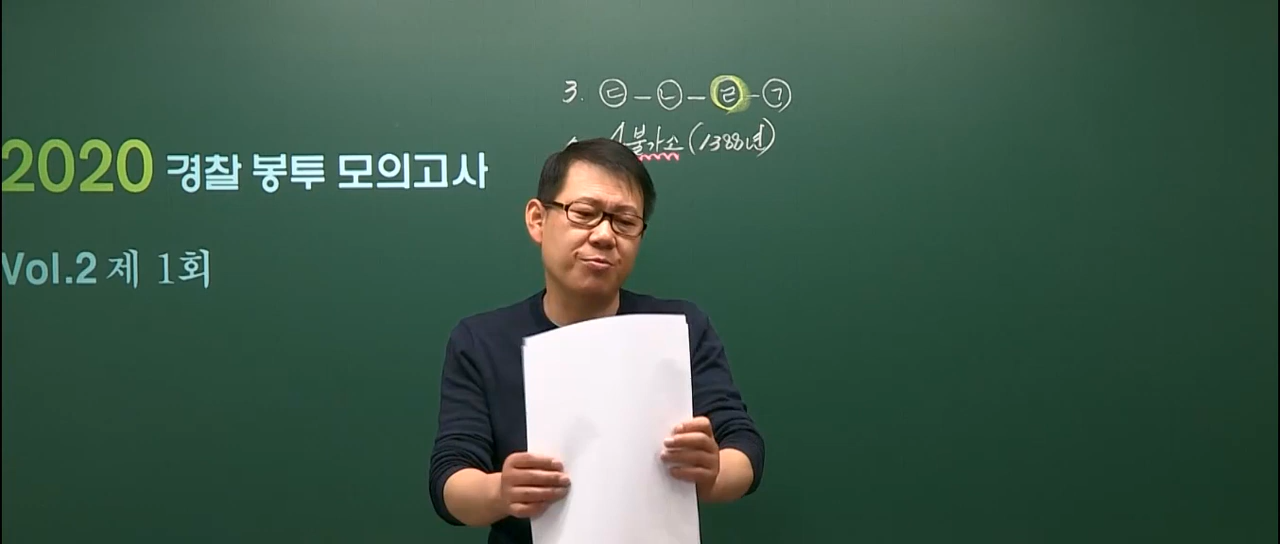 3. ㉢-㉡-㉣-㉠
4불가소(1388년)
2020 경찰 봉투 모의고사
Vol.2 제 1회